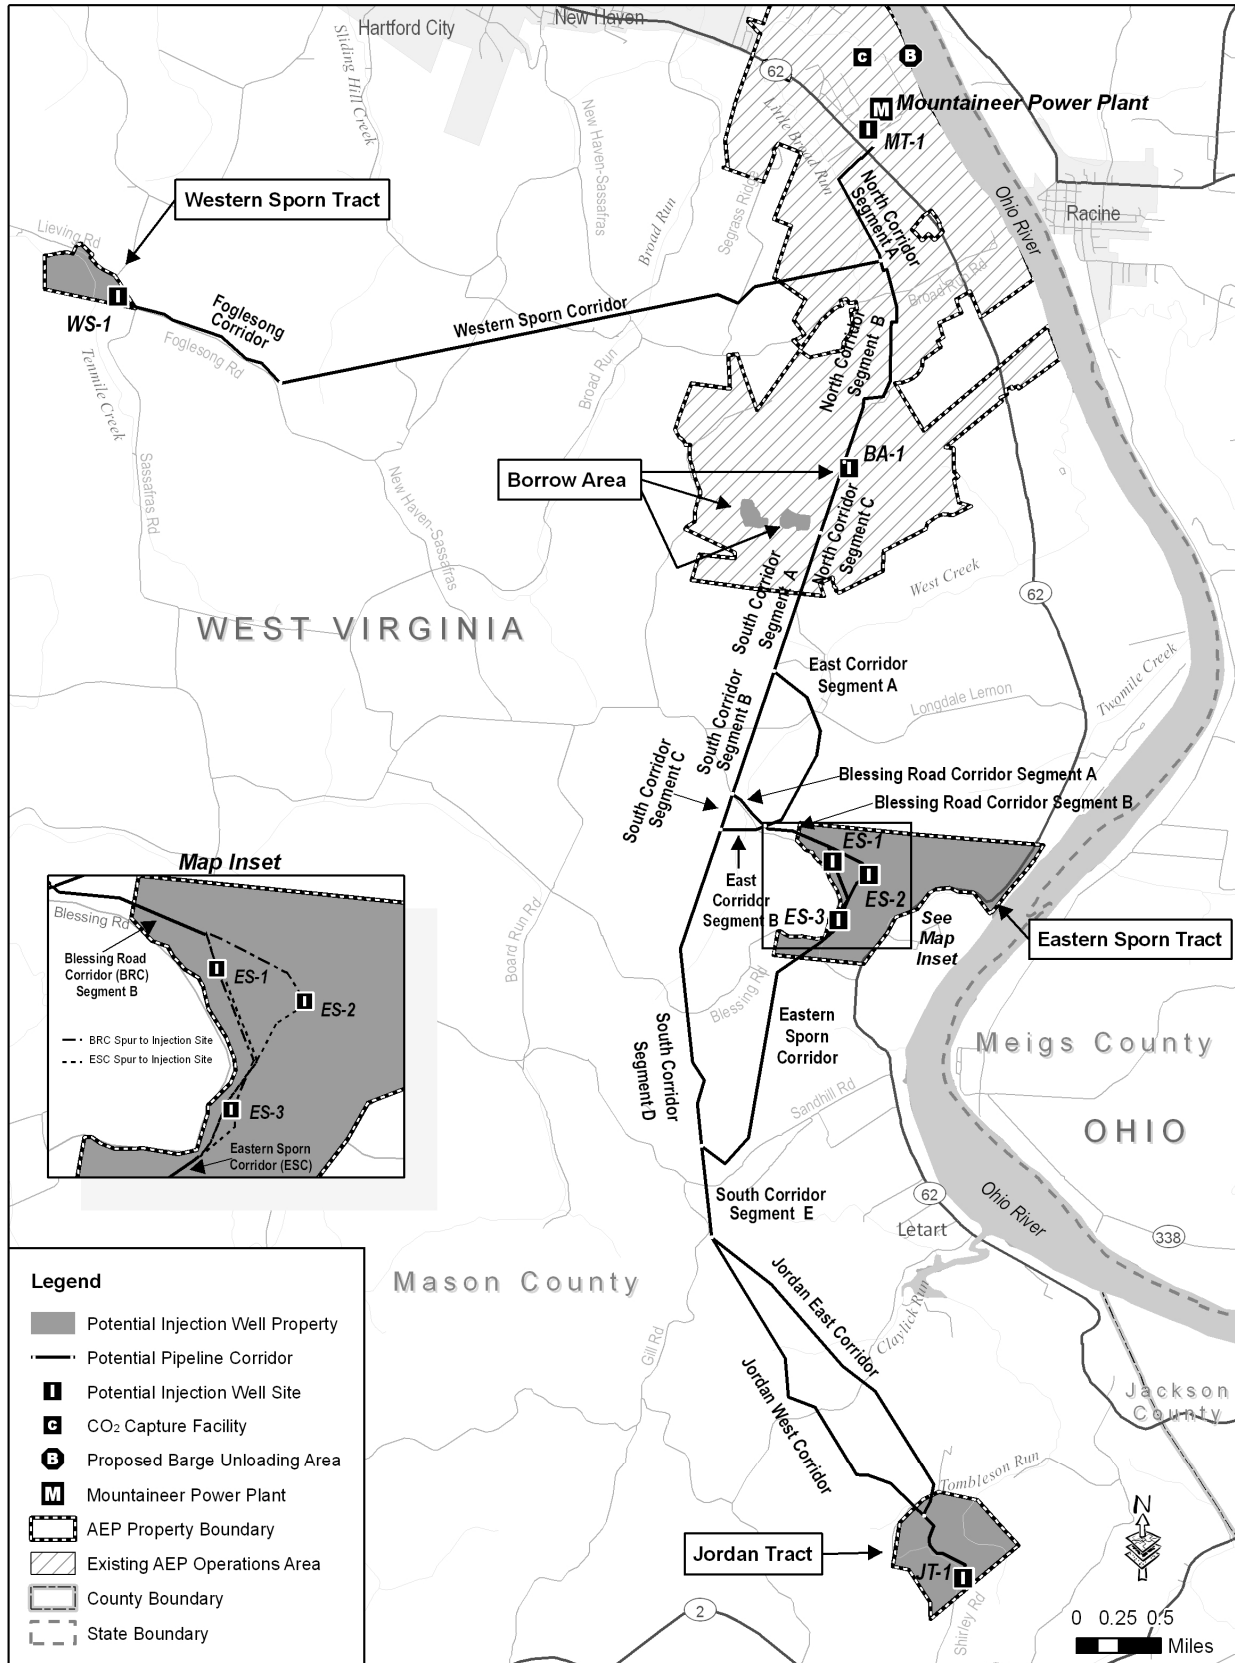 Hartford City
New Haven
62
Sliding Hill Creek
New Haven-Sassafras
Little Broad Run
C
B
M
Mountaineer Power Plant
I
MT-1
Western Sporn Tract
Lieving Rd
Broad Run
Segrass Ridge
North Corridor
Segment A
Ohio River
Racine
I
WS-1
Foglesong
Corridor
Foglesong Rd
Western Sporn Corridor
Broad Run Rd
North Corridor
Segment B
Tenmile Creek
Broad Run
Sassafras Rd
New Haven-Sassafras
Borrow Area
I
BA-1
North Corridor
Segment C
South Corridor
Segment A
West Creek
62
WEST VIRGINIA
East Corridor
Segment A
Longdale Lemon
Twomile Creek
South Corridor
Segment B
South Corridor
Segment C
Blessing Road Corridor Segment A
Blessing Road Corridor Segment B
ES-1
I
I
ES-2
ES-3
I
East
Corridor
Segment B
See
Map
Inset
Eastern Sporn Tract
Board Run Rd
Blessing Rd
Map Inset
Blessing Rd
Blessing Road
Corridor (BRC)
Segment B
I
ES-1
I
ES-2
BRC Spur to Injection Site
ESC Spur to Injection Site
I
ES-3
Eastern Sporn
Corridor (ESC)
Eastern
Sporn
Corridor
South Corridor
Segment D
Sandhill Rd
Meigs County
OHIO
South Corridor
Segment E
62
Letart
Ohio River
338
Mason County
Gill Rd
Jordan East Corridor
Claylick Run
Jordan West Corridor
Jackson
County
Tombleson Run
Jordan Tract
JT-1
I
Shirley Rd
2
N
0 0.25 0.5
Miles
Legend
Potential Injection Well Property
Potential Pipeline Corridor
I Potential Injection Well Site
C CO2 Capture Facility
B Proposed Barge Unloading Area
M Mountaineer Power Plant
AEP Property Boundary
Existing AEP Operations Area
County Boundary
State Boundary